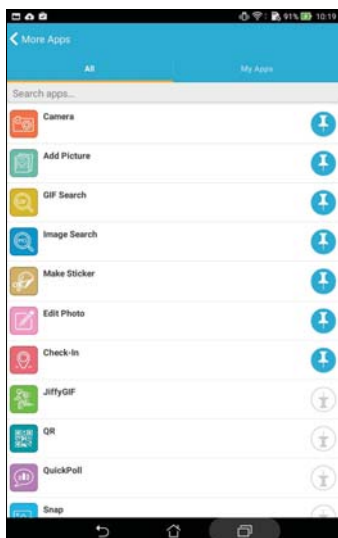 91% 10:19
More Apps
All My Apps
Search apps...
Camera
Add Picture
GIF Search
Image Search
Make Sticker
Edit Photo
Check-In
JiffyGIF
QR
QuickPoll
Snap